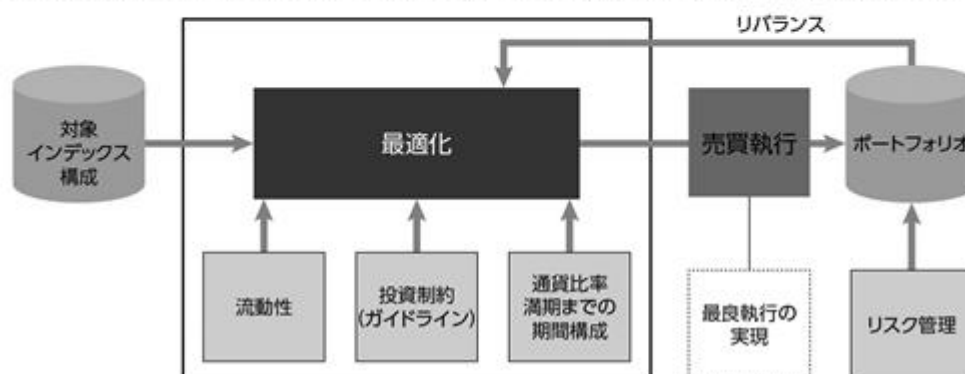 リバランス
対象
インデックス
構成
最適化
売買執行
ポートフォリオ
流動性
投資制約
(ガイドライン)
通貨比率
満期までの
期間構成
最良執行の
実現
リスク管理